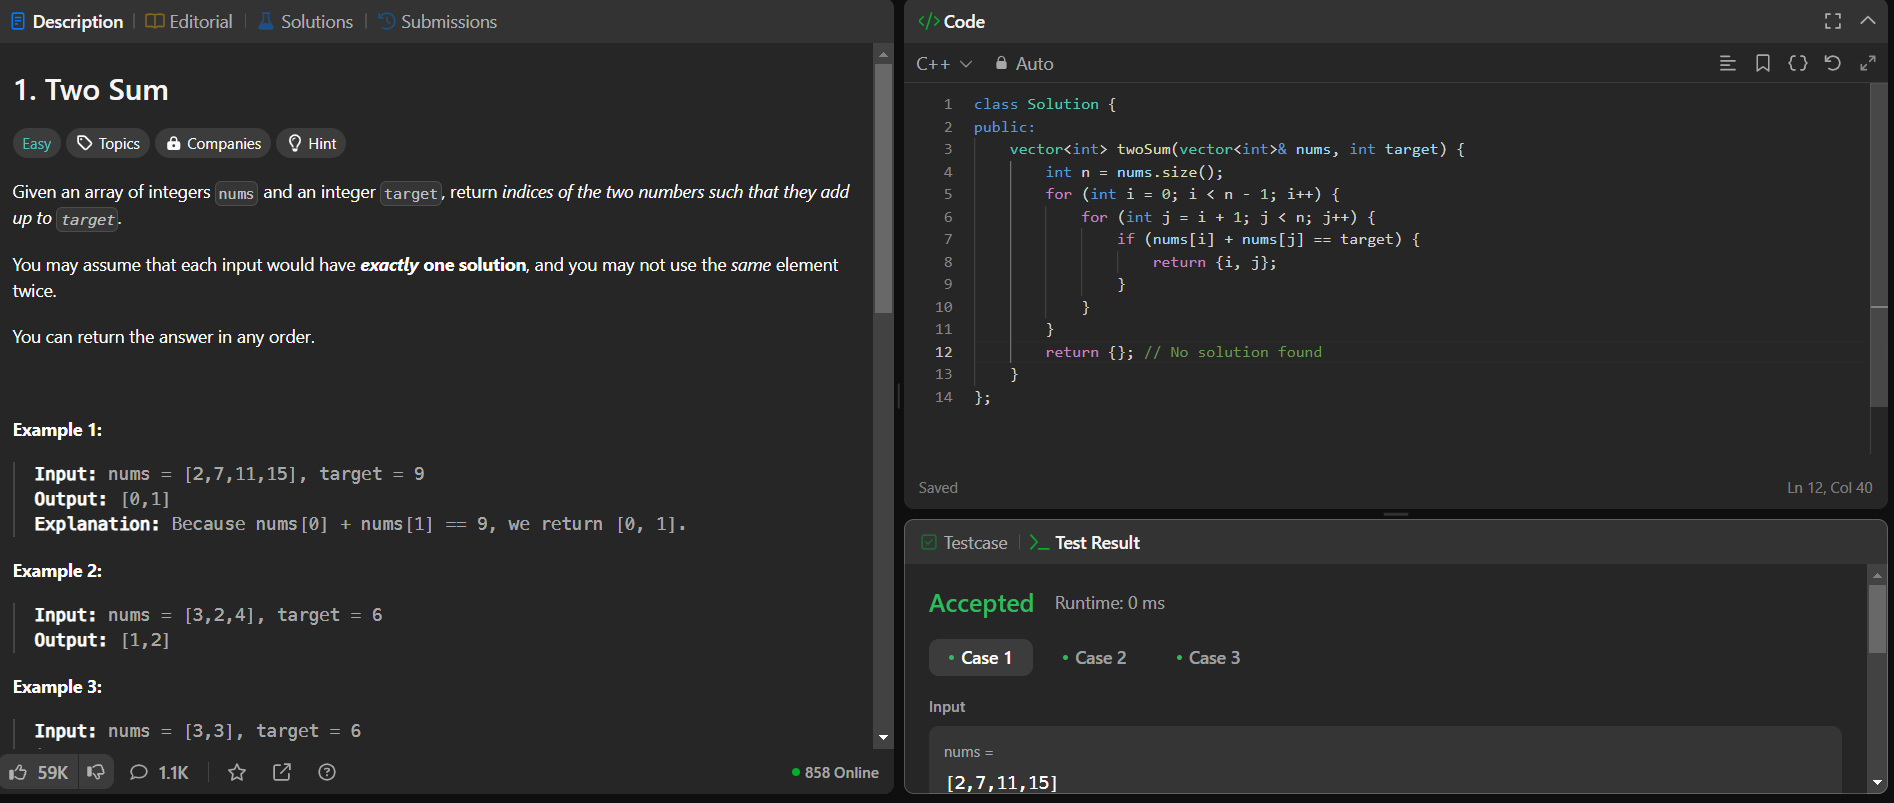 Description | Editorial | Solutions | Submissions
1. Two Sum
Easy Topics Companies Hint
Given an array of integers nums and an integer target, return indices of the two numbers such that they add
up to target.
You may assume that each input would have exactly one solution, and you may not use the same element
twice.
You can return the answer in any order.
Example 1:
Input: nums = [2,7,11,15], target = 9
Output: [0,1]
Explanation: Because nums[0] + nums[1] == 9, we return [0, 1].
Example 2:
Input: nums = [3,2,4], target = 6
Output: [1,2]
Example 3:
Input: nums = [3,3], target = 6
59K 1.1K 858 Online
</> Code
C++ Auto
1 class Solution {
2 public:
3     vector<int> twoSum(vector<int>& nums, int target) {
4         int n = nums.size();
5         for (int i = 0; i < n - 1; i++) {
6             for (int j = i + 1; j < n; j++) {
7                 if (nums[i] + nums[j] == target) {
8                     return {i, j};
9                 }
10             }
11         }
12         return {}; // No solution found
13     }
14 };
Saved Ln 12, Col 40
Testcase | >_ Test Result
Accepted Runtime: 0 ms
• Case 1 • Case 2 • Case 3
Input
nums =
[2,7,11,15]